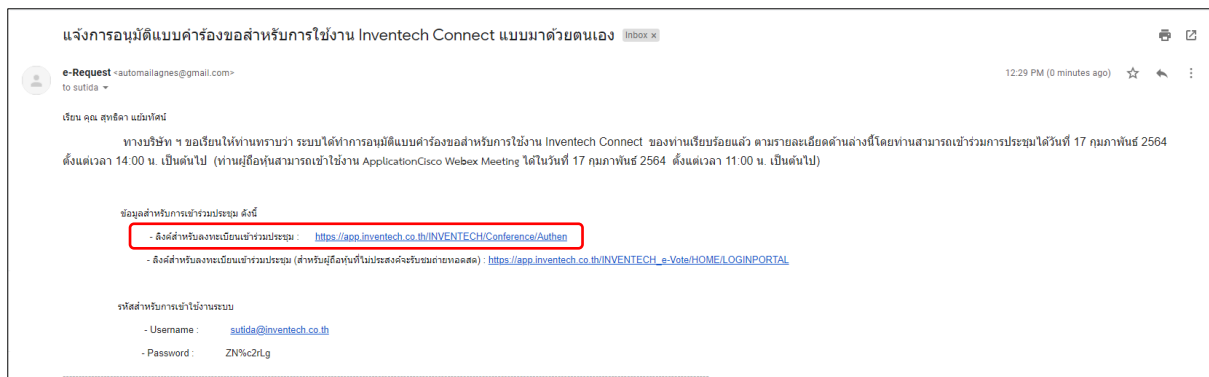 แจ้งการอนุมัติแบบคำร้องขอสำหรับการใช้งาน Inventech Connect แบบมาด้วยตนเอง Inbox x
e-Request <automailagnes@gmail.com> 12:29 PM (0 minutes ago)
to sutida
เรียน คุณ สุทธิดา แย้มทัศน์
ทางบริษัท ฯ ขอเรียนให้ท่านทราบว่า ระบบได้ทำการอนุมัติแบบคำร้องขอสำหรับการใช้งาน Inventech Connect ของท่านเรียบร้อยแล้ว ตามรายละเอียดด้านล่างนี้โดยท่านสามารถเข้าร่วมการประชุมได้วันที่ 17 กุมภาพันธ์ 2564
ตั้งแต่เวลา 14:00 น. เป็นต้นไป (ท่านผู้ถือหุ้นสามารถเข้าใช้งาน ApplicationCisco Webex Meeting ได้ในวันที่ 17 กุมภาพันธ์ 2564 ตั้งแต่เวลา 11:00 น. เป็นต้นไป)
ข้อมูลสำหรับการเข้าร่วมประชุม ดังนี้
- ลิงค์สำหรับลงทะเบียนเข้าร่วมประชุม : https://app.inventech.co.th/INVENTECH/Conference/Authen
- ลิงค์สำหรับลงทะเบียนเข้าร่วมประชุม (สำหรับผู้ถือหุ้นที่ไม่ประสงค์จะรับชมถ่ายทอดสด) : https://app.inventech.co.th/INVENTECH_e-Vote/HOME/LOGINPORTAL
รหัสสำหรับการเข้าใช้งานระบบ
- Username : sutida@inventech.co.th
- Password : ZN%c2rLg